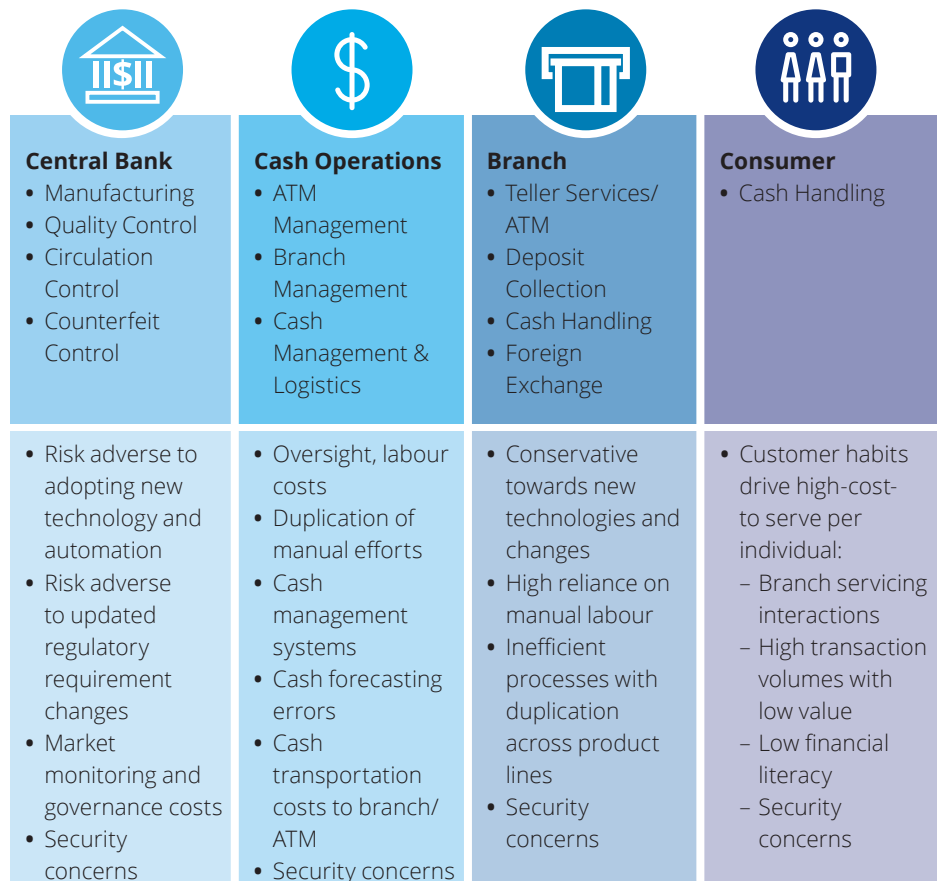 $
$
Central Bank
• Manufacturing
• Quality Control
• Circulation
Control
• Counterfeit
Control
Cash Operations
• ATM
Management
• Branch
Management
• Cash
Management &
Logistics
Branch
• Teller Services/
ATM
• Deposit
Collection
• Cash Handling
• Foreign
Exchange
Consumer
• Cash Handling
• Risk adverse to
adopting new
technology and
automation
• Risk adverse
to updated
regulatory
requirement
changes
• Market
monitoring and
governance costs
• Security
concerns
• Oversight, labour
costs
• Duplication of
manual efforts
• Cash
management
systems
• Cash forecasting
errors
• Cash
transportation
costs to branch/
ATM
• Security concerns
• Conservative
towards new
technologies and
changes
• High reliance on
manual labour
• Inefficient
processes with
duplication
across product
lines
• Security
concerns
• Customer habits
drive high-cost-
to serve per
individual:
– Branch servicing
interactions
– High transaction
volumes with
low value
– Low financial
literacy
– Security
concerns